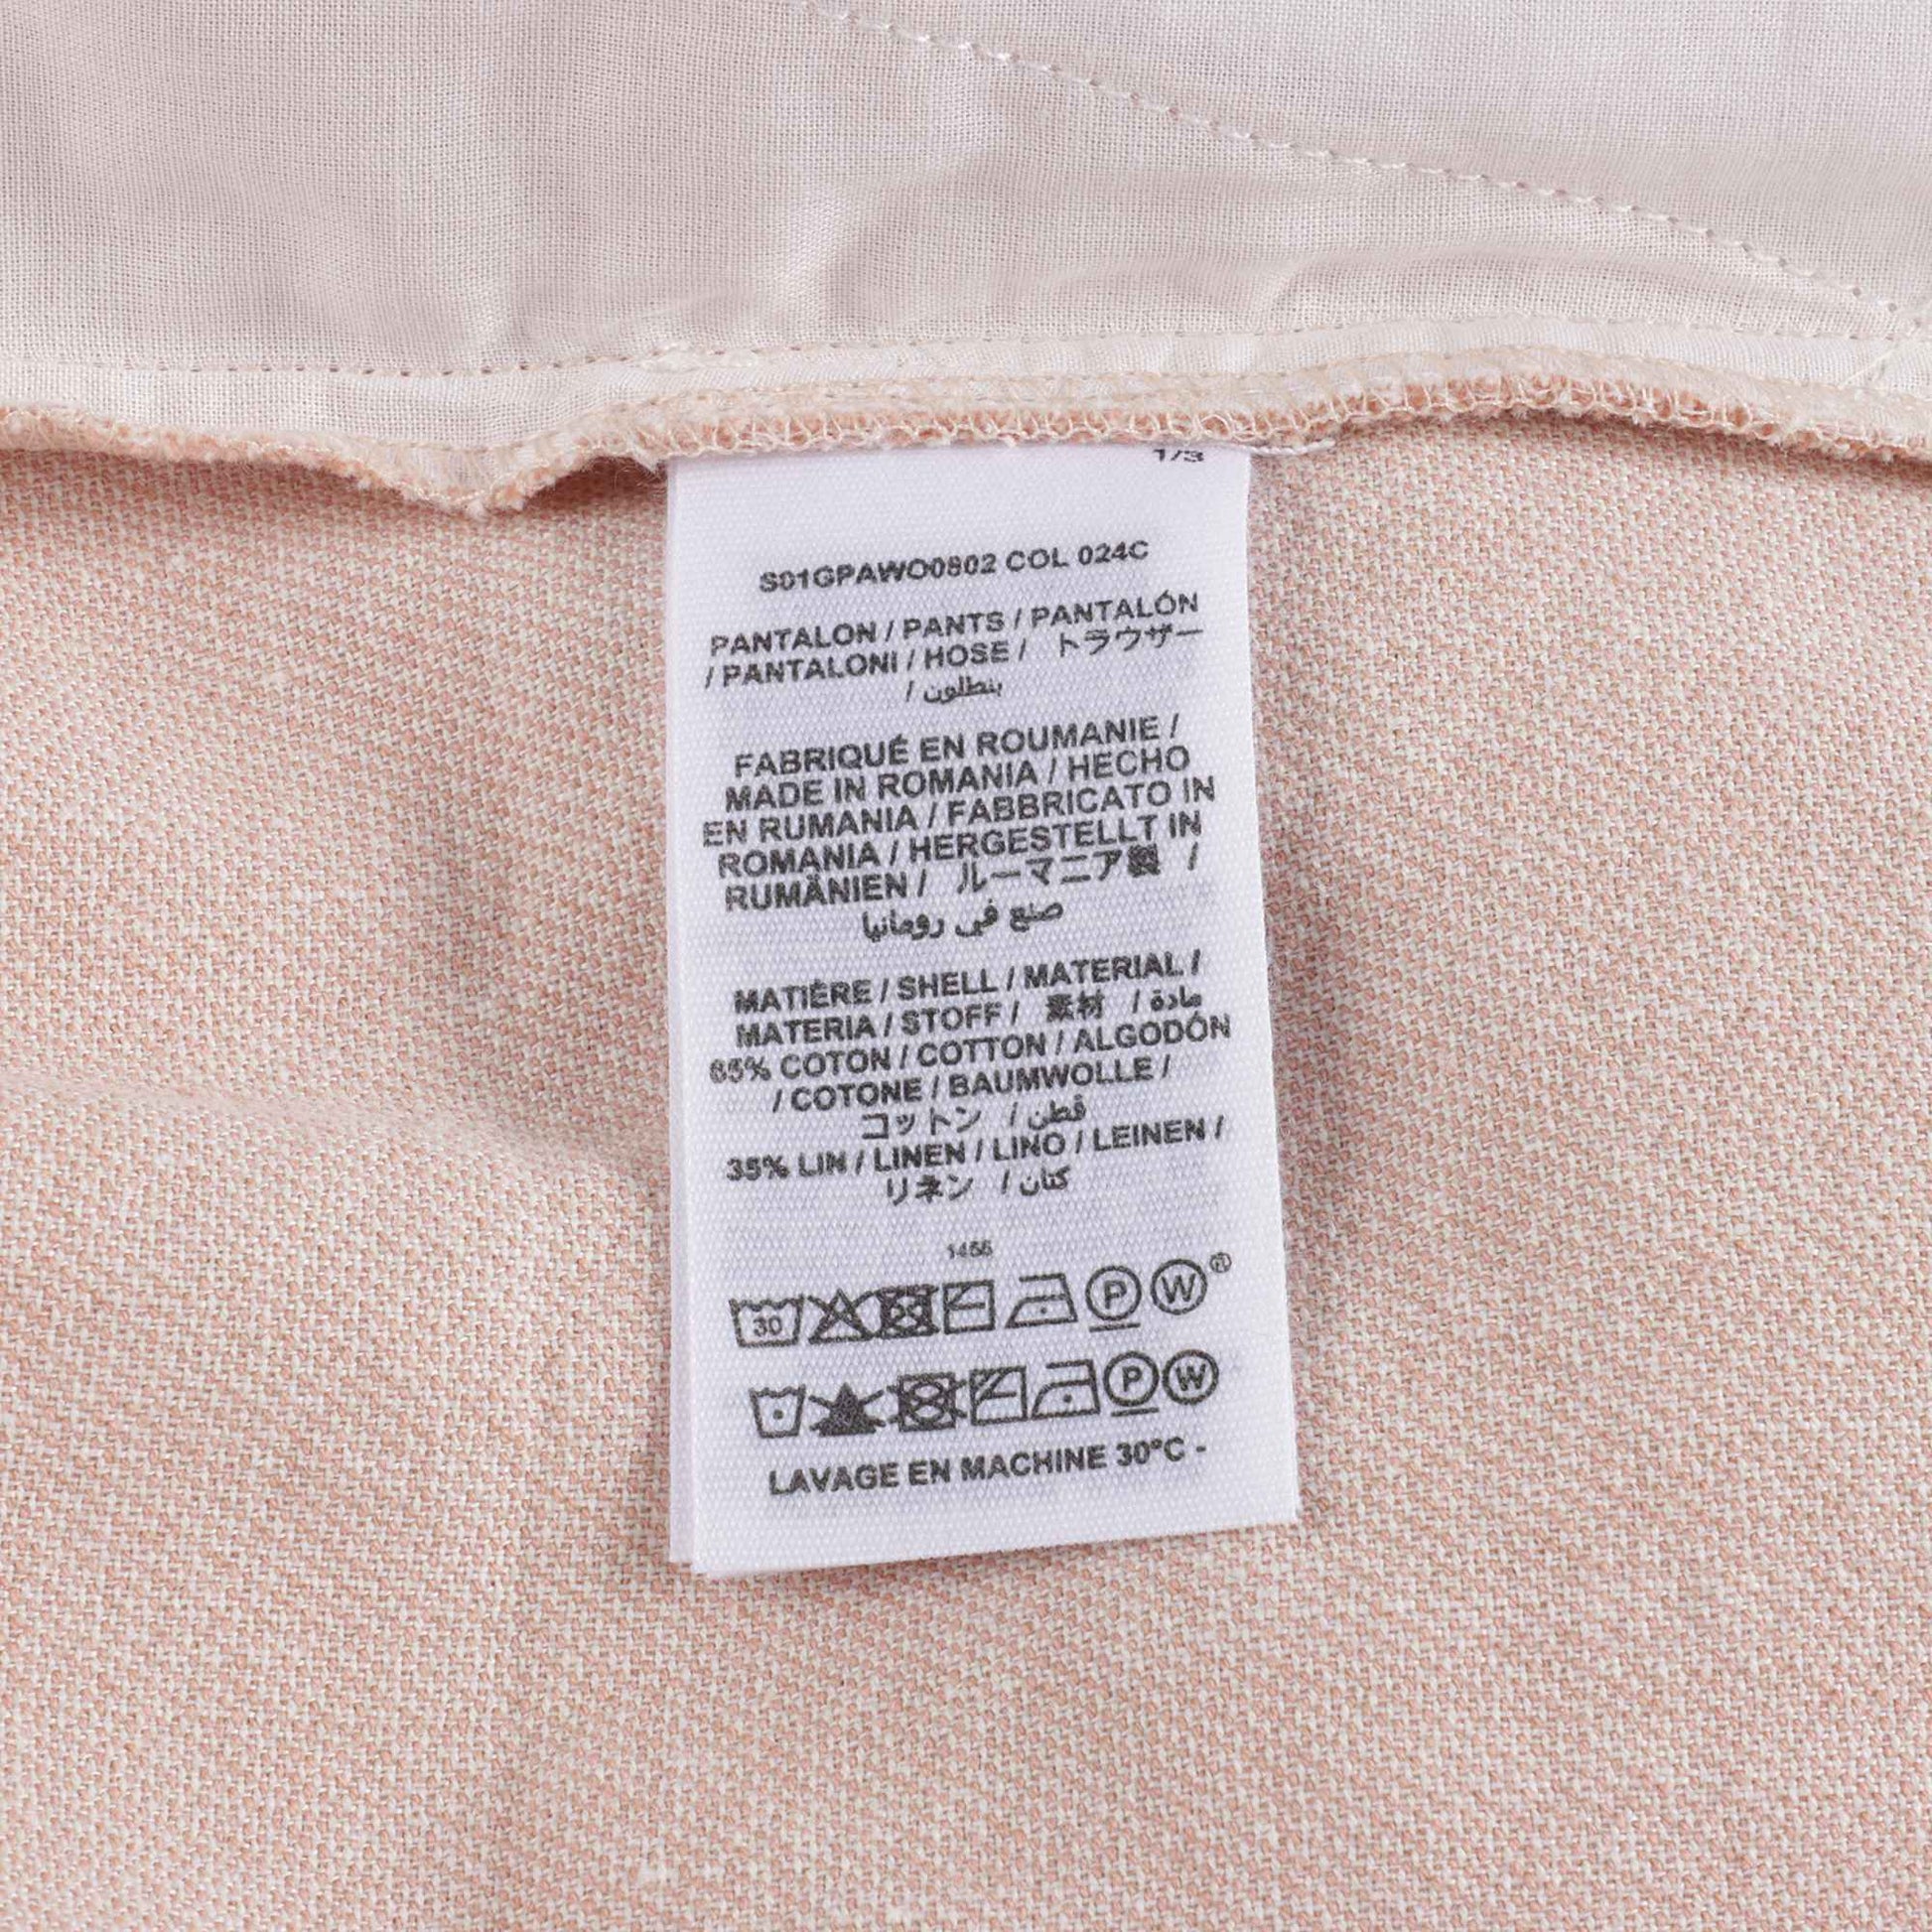 1/3
S01GPAWO0802 COL 024C
PANTALON / PANTS / PANTALÓN
/ PANTALONI / HOSE / トラウザー
/ بنطلون
FABRIQUÉ EN ROUMANIE /
MADE IN ROMANIA / HECHO
EN RUMANIA / FABBRICATO IN
ROMANIA / HERGESTELLT IN
RUMÄNIEN / ルーマニア製 /
صنع في رومانيا
MATIÈRE / SHELL / MATERIAL /
MATERIA / STOFF / 素材 / مادة
65% COTON / COTTON / ALGODÓN
/ COTONE / BAUMWOLLE /
コットン / قطن
35% LIN / LINEN / LINO / LEINEN /
リネン / كتان
1455
30 P W®
P W
LAVAGE EN MACHINE 30°C -